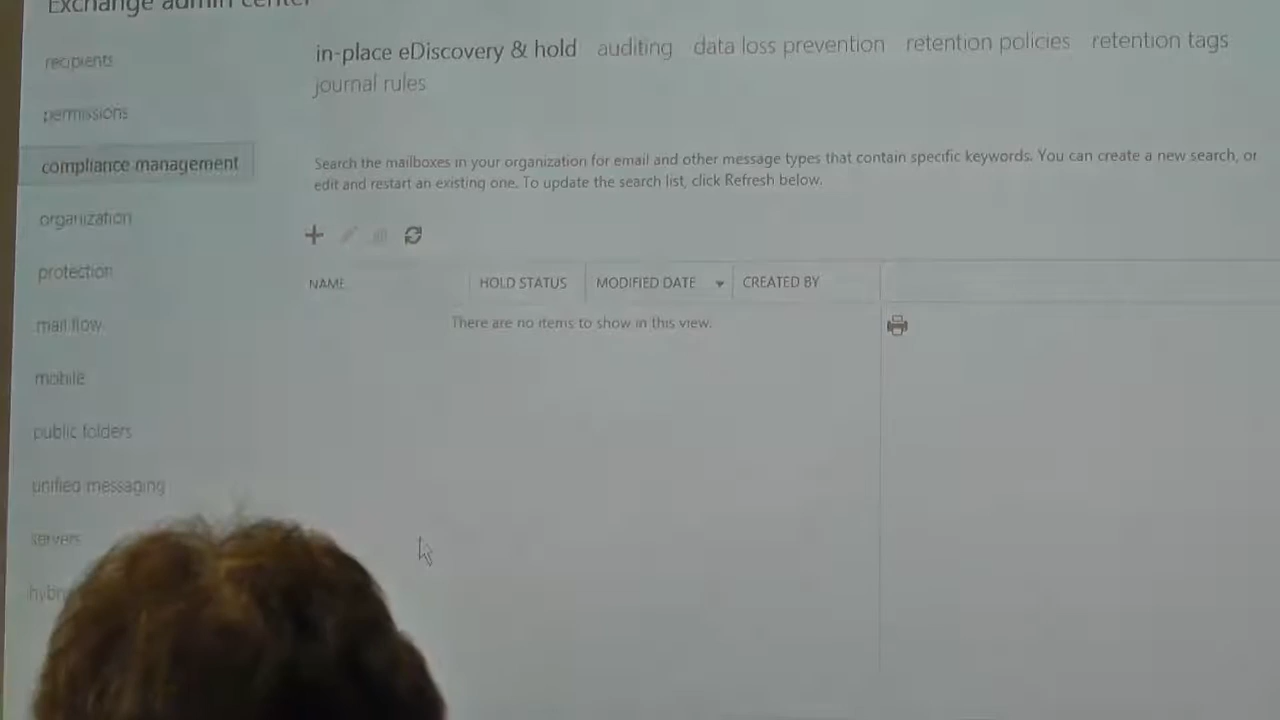 Exchange admin center
recipients
permissions
compliance management
organization
protection
mail flow
mobile
public folders
unified messaging
servers
in-place eDiscovery & hold auditing data loss prevention retention policies retention tags
journal rules
Search the mailboxes in your organization for email and other message types that contain specific keywords. You can create a new search, or
edit and restart an existing one. To update the search list, click Refresh below.
NAME HOLD STATUS MODIFIED DATE CREATED BY
There are no items to show in this view.